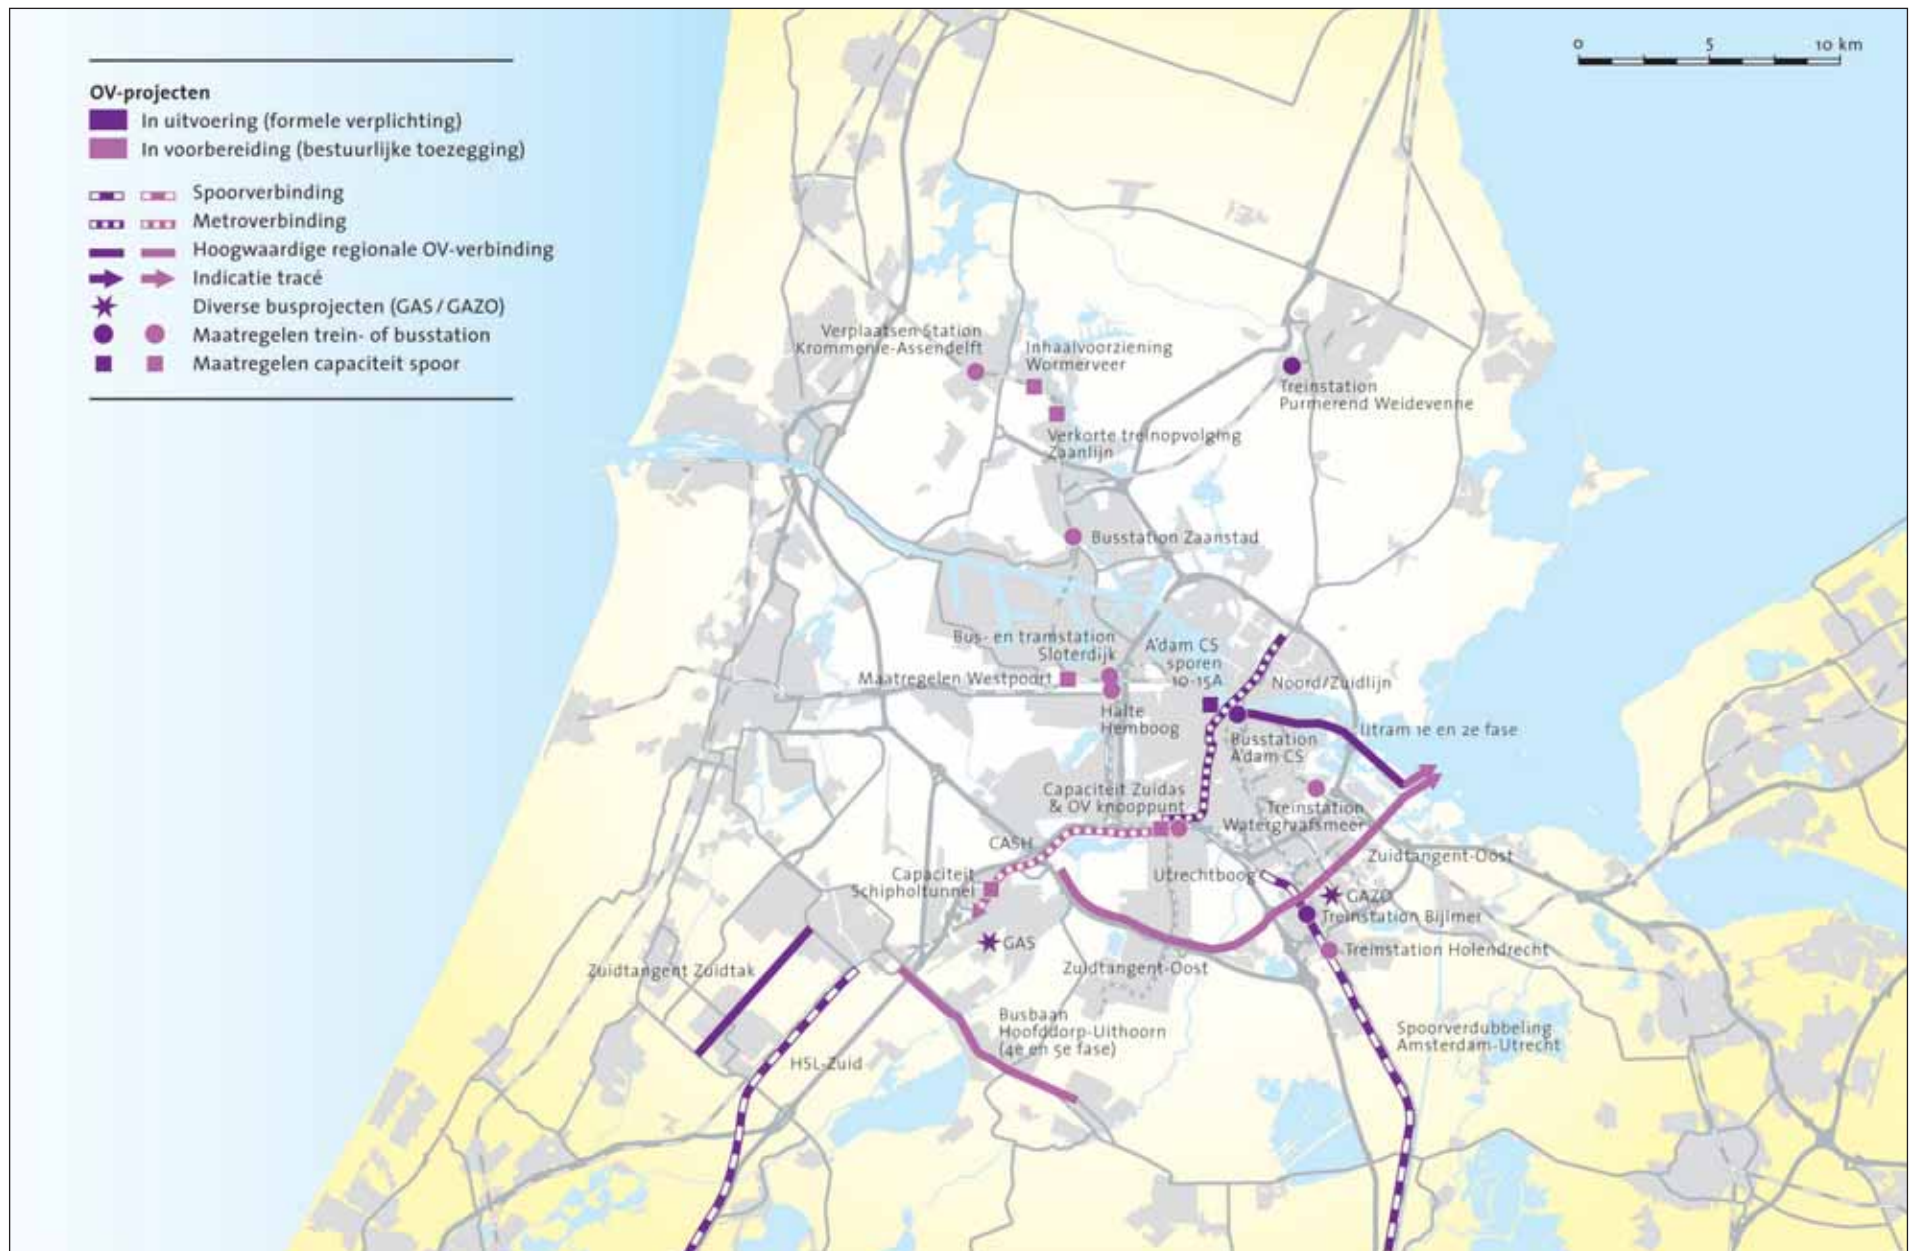 OV-projecten
In uitvoering (formele verplichting)
In voorbereiding (bestuurlijke toezegging)
Spoorverbinding
Metroverbinding
Hoogwaardige regionale OV-verbinding
Indicatie tracé
Diverse busprojecten (GAS / GAZO)
Maatregelen trein- of busstation
Maatregelen capaciteit spoor
0 5 10 km
Verplaatsen Station
Krommenie-Assendelft
Inhaalvoorziening
Wormerveer
Treinstation
Purmerend Weidevenne
Verkorte treinopvolging
Zaanlijn
Busstation Zaanstad
Bus- en tramstation
Sloterdijk
A'dam CS
sporen
10-15A
Maatregelen Westpoort
Noord/Zuidlijn
Halte
Hemboog
Busstation
A'dam CS
IJtram 1e en 2e fase
Capaciteit Zuidas
& OV knooppunt
Treinstation
Watergraafsmeer
CASH
Zuidtangent-Oost
Capaciteit
Schipholtunnel
Utrechtboog
GAZO
Treinstation Bijlmer
GAS
Treinstation Holendrecht
Zuidtangent Zuidtak
Zuidtangent-Oost
Busbaan
Hoofddorp-Uithoorn
(4e en 5e fase)
Spoorverdubbeling
Amsterdam-Utrecht
HSL-Zuid